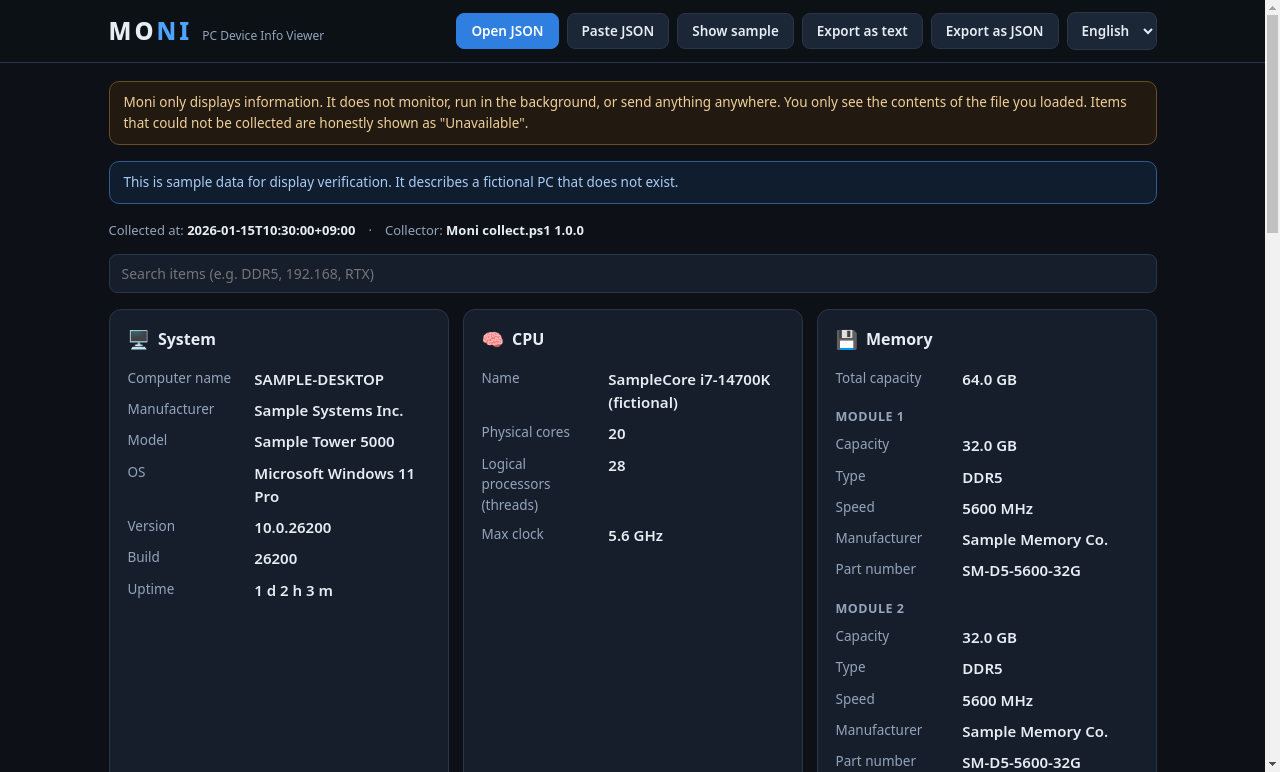 MONI PC Device Info Viewer Open JSON Paste JSON Show sample Export as text Export as JSON English
Moni only displays information. It does not monitor, run in the background, or send anything anywhere. You only see the contents of the file you loaded. Items
that could not be collected are honestly shown as "Unavailable".
This is sample data for display verification. It describes a fictional PC that does not exist.
Collected at: 2026-01-15T10:30:00+09:00 · Collector: Moni collect.ps1 1.0.0
Search items (e.g. DDR5, 192.168, RTX)
System
Computer name SAMPLE-DESKTOP
Manufacturer Sample Systems Inc.
Model Sample Tower 5000
OS Microsoft Windows 11
Pro
Version 10.0.26200
Build 26200
Uptime 1 d 2 h 3 m
CPU
Name SampleCore i7-14700K
(fictional)
Physical cores 20
Logical 28
processors
(threads)
Max clock 5.6 GHz
Memory
Total capacity 64.0 GB
MODULE 1
Capacity 32.0 GB
Type DDR5
Speed 5600 MHz
Manufacturer Sample Memory Co.
Part number SM-D5-5600-32G
MODULE 2
Capacity 32.0 GB
Type DDR5
Speed 5600 MHz
Manufacturer Sample Memory Co.
Part number SM-D5-5600-32G